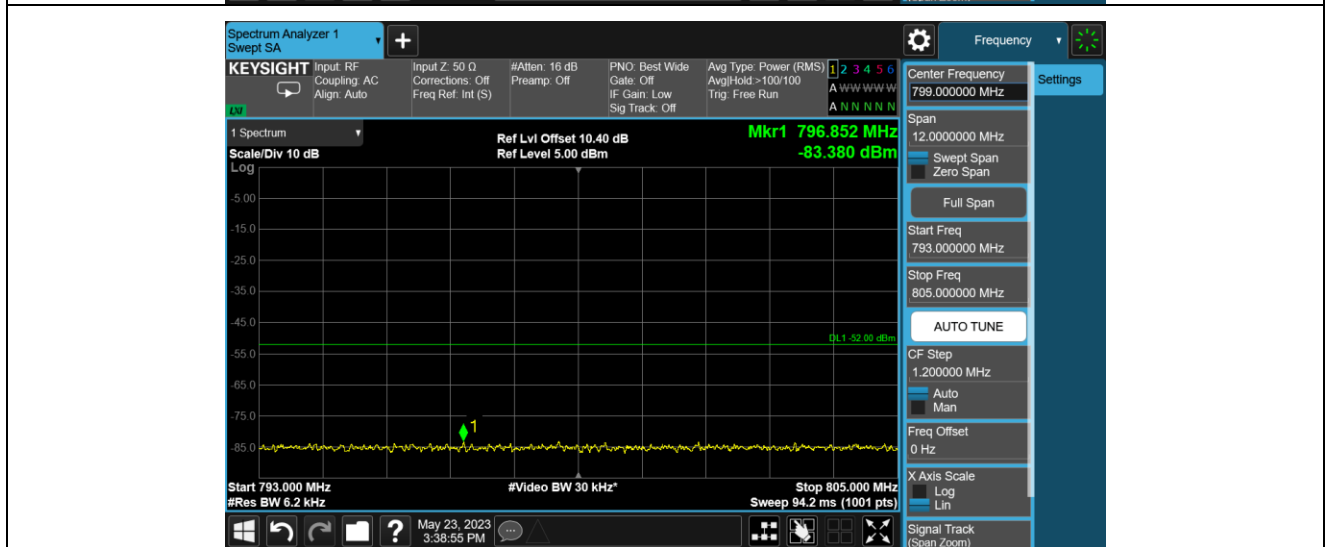 Spectrum Analyzer 1
Swept SA
+
Frequency
KEYSIGHT
Input: RF
Coupling: AC
Align: Auto
Input Z: 50 Ω
Corrections: Off
Freq Ref: Int (S)
#Atten: 16 dB
Preamp: Off
PNO: Best Wide
Gate: Off
IF Gain: Low
Sig Track: Off
Avg Type: Power (RMS)
Avg|Hold:>100/100
Trig: Free Run
1 2 3 4 5 6
A W W W W W
A N N N N N
LXI
1 Spectrum
Scale/Div 10 dB
Log
Ref Lvl Offset 10.40 dB
Ref Level 5.00 dBm
Mkr1 796.852 MHz
-83.380 dBm
-5.00
-15.0
-25.0
-35.0
-45.0
DL1 -52.00 dBm
-55.0
-65.0
-75.0
1
-85.0
Start 793.000 MHz
#Res BW 6.2 kHz
#Video BW 30 kHz*
Stop 805.000 MHz
Sweep 94.2 ms (1001 pts)
?
May 23, 2023
3:38:55 PM
Center Frequency
799.000000 MHz
Settings
Span
12.0000000 MHz
Swept Span
Zero Span
Full Span
Start Freq
793.000000 MHz
Stop Freq
805.000000 MHz
AUTO TUNE
CF Step
1.200000 MHz
Auto
Man
Freq Offset
0 Hz
X Axis Scale
Log
Lin
Signal Track
(Span Zoom)